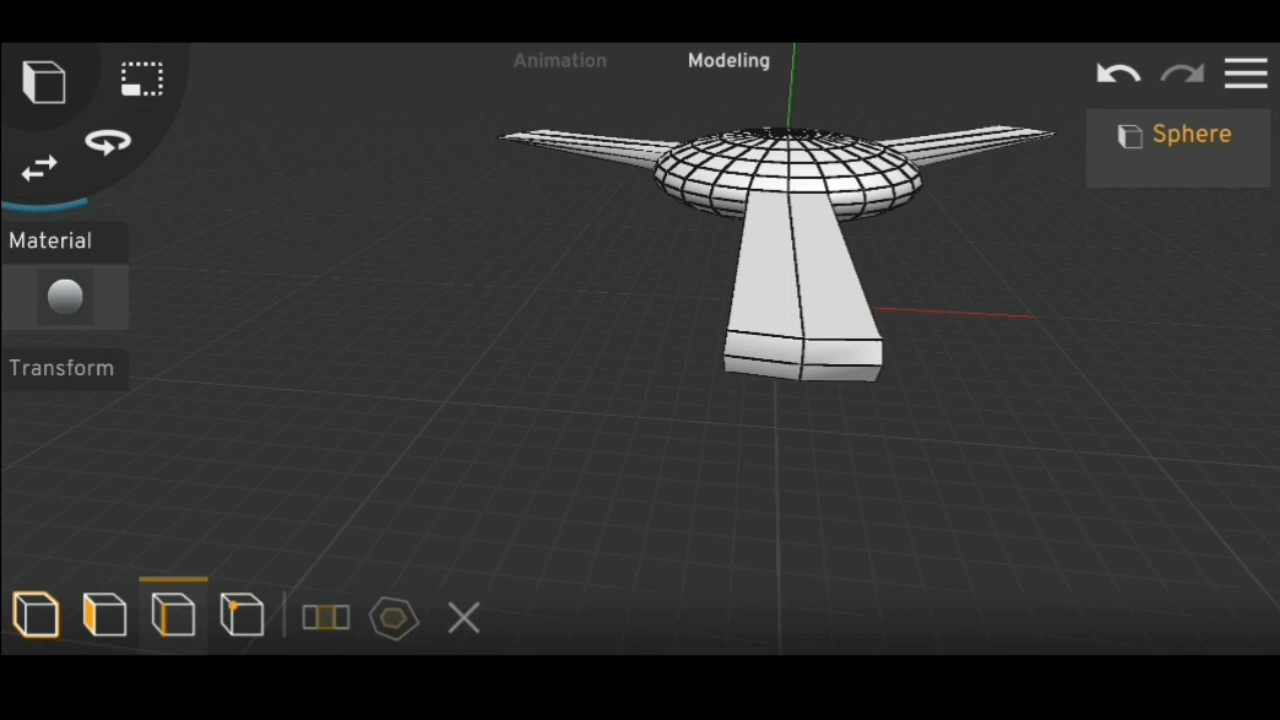 Animation
Modeling
Sphere
Material
Transform